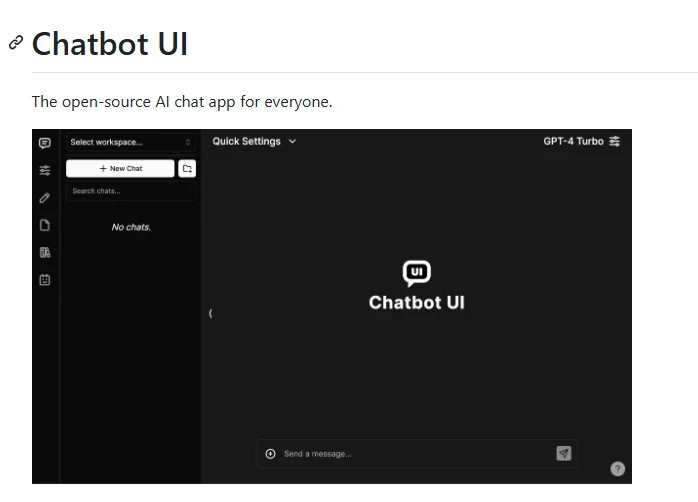 Chatbot UI
The open-source AI chat app for everyone.
Select workspace...
Quick Settings
GPT-4 Turbo
+ New Chat
Search chats...
No chats.
UI
Chatbot UI
Send a message...
?